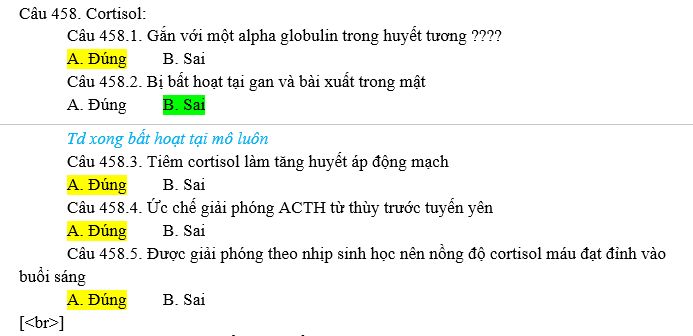 Câu 458. Cortisol:
Câu 458.1. Gắn với một alpha globulin trong huyết tương ????
A. Đúng B. Sai
Câu 458.2. Bị bất hoạt tại gan và bài xuất trong mật
A. Đúng B. Sai
Td xong bất hoạt tại mô luôn
Câu 458.3. Tiêm cortisol làm tăng huyết áp động mạch
A. Đúng B. Sai
Câu 458.4. Ức chế giải phóng ACTH từ thùy trước tuyến yên
A. Đúng B. Sai
Câu 458.5. Được giải phóng theo nhịp sinh học nên nồng độ cortisol máu đạt đỉnh vào
buổi sáng
A. Đúng B. Sai
[<br>]